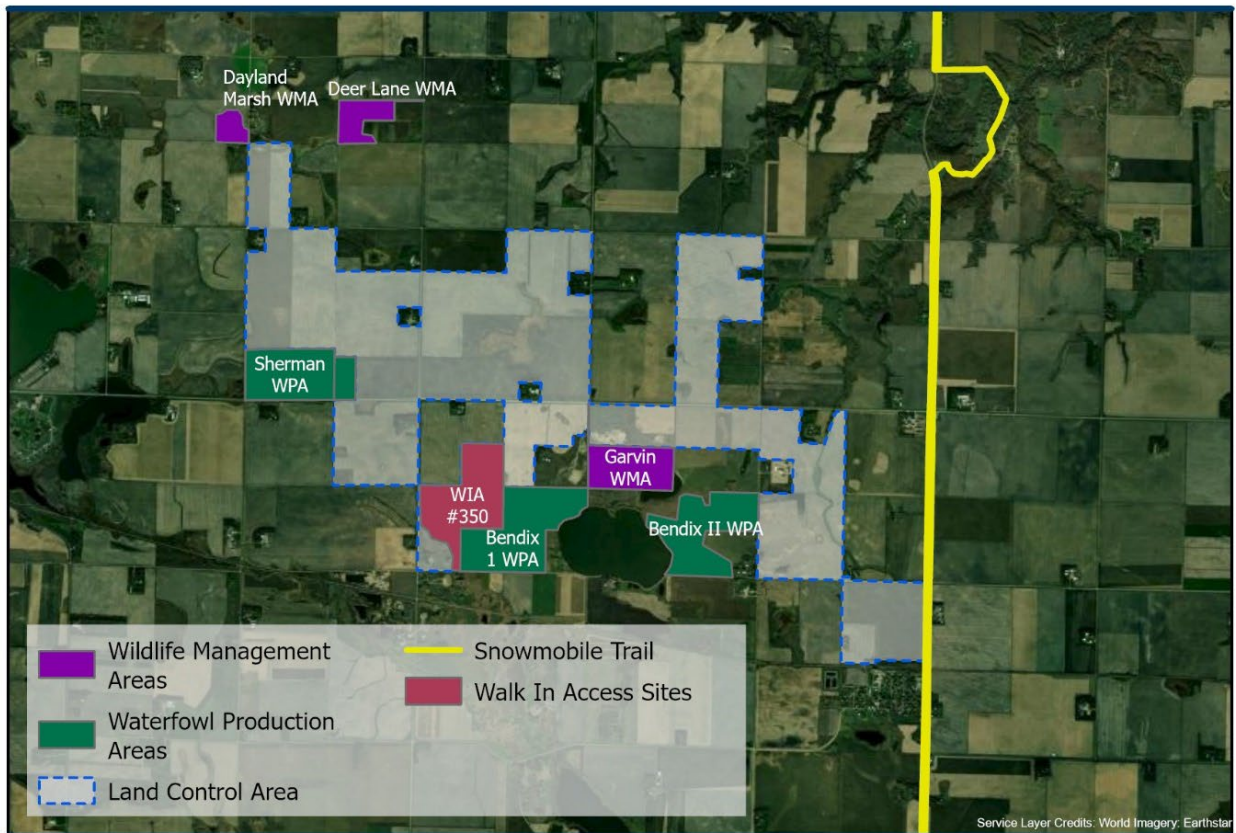 Dayland
Marsh WMA
Deer Lane WMA
Sherman
WPA
Garvin
WMA
WIA
#350
Bendix
1 WPA
Bendix II WPA
Wildlife Management
Areas
Waterfowl Production
Areas
Land Control Area
Snowmobile Trail
Walk In Access Sites
Service Layer Credits: World Imagery: Earthstar